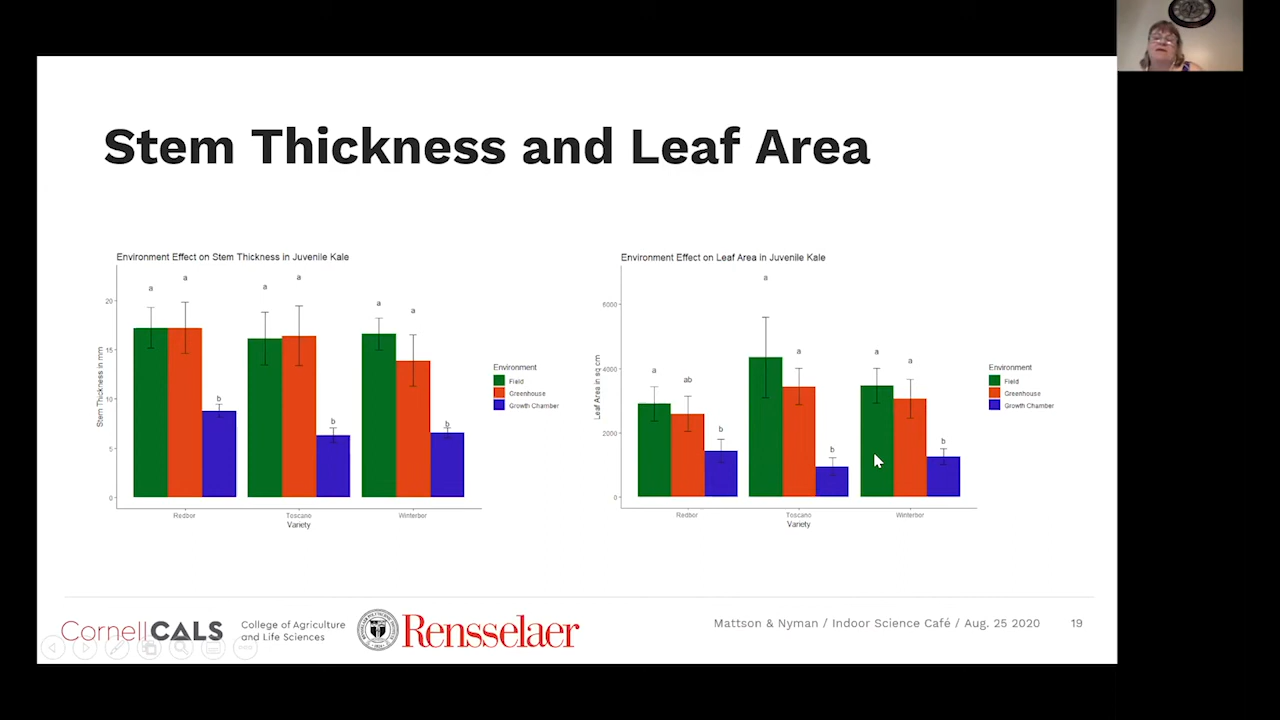 Stem Thickness and Leaf Area
Environment Effect on Stem Thickness in Juvenile Kale
Stem Thickness in mm
20
15
10
5
0
a
a
b
a
a
b
a
a
b
Redbor
Toscano
Winterbor
Variety
Environment
Field
Greenhouse
Growth Chamber
Environment Effect on Leaf Area in Juvenile Kale
Leaf Area in sq cm
6000
4000
2000
0
a
ab
b
a
a
b
a
a
b
Redbor
Toscano
Winterbor
Variety
Environment
Field
Greenhouse
Growth Chamber
CornellCALS
College of Agriculture
and Life Sciences
Rensselaer
Mattson & Nyman / Indoor Science Café / Aug. 25 2020
19